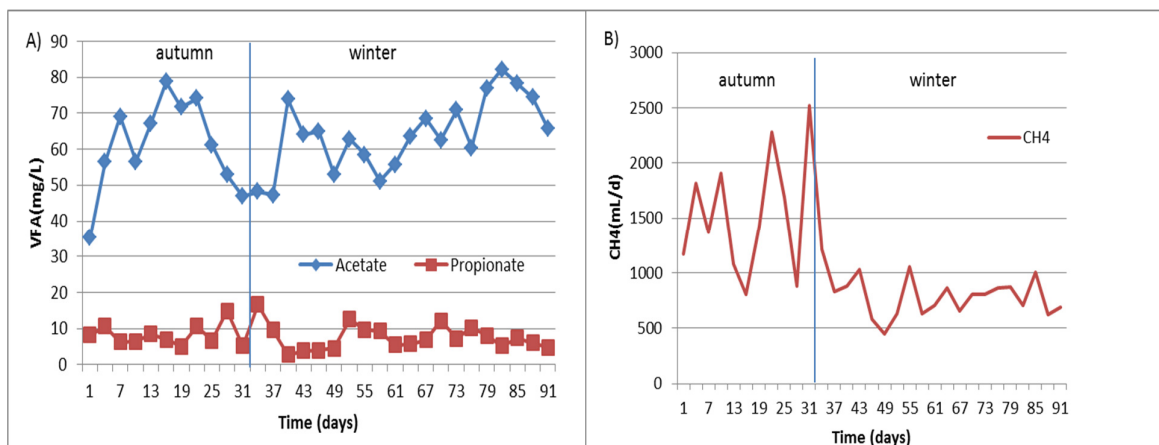 A)
autumn winter
90
80
70
60
50
40
30
20
10
0
VFA(mg/L)
Acetate Propionate
1 7 13 19 25 31 37 43 49 55 61 67 73 79 85 91
Time (days)
B)
autumn winter
3000
2500
2000
1500
1000
500
0
CH4(mL/d)
CH4
1 7 13 19 25 31 37 43 49 55 61 67 73 79 85 91
Time (days)